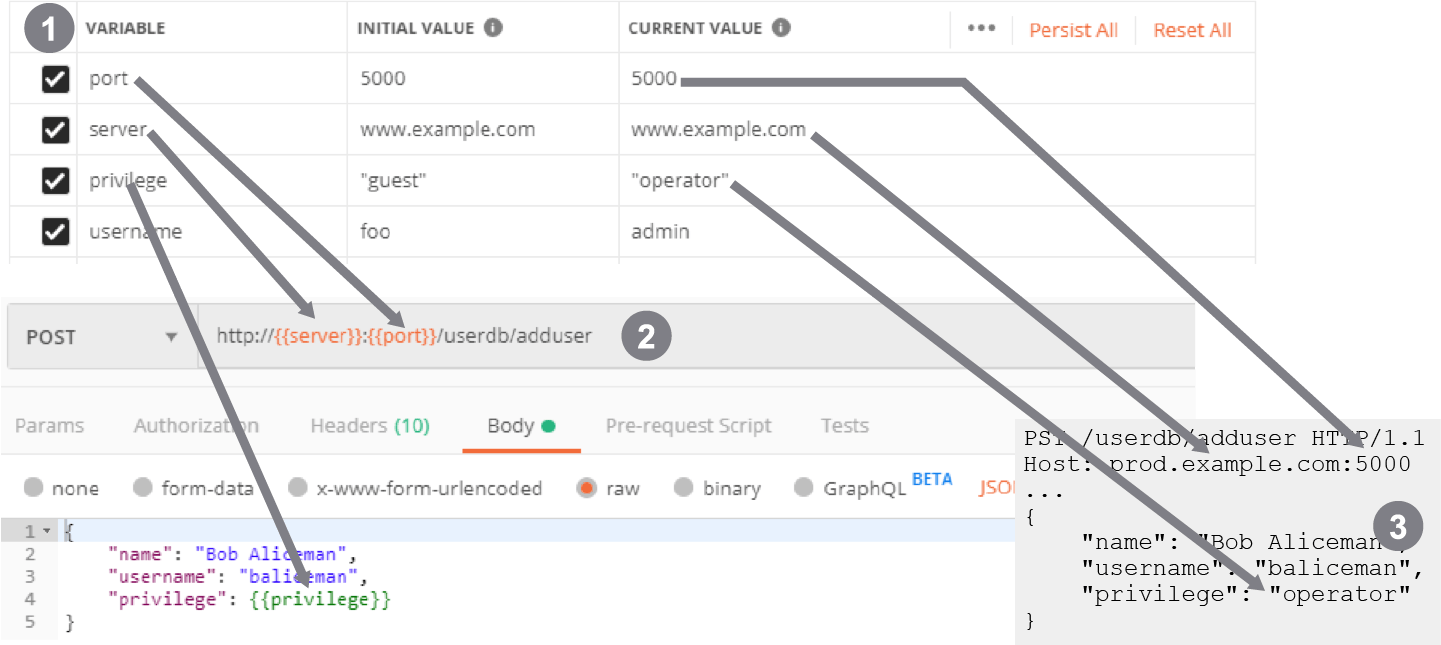 1 VARIABLE INITIAL VALUE i CURRENT VALUE i ••• Persist All Reset All
port 5000 5000
server www.example.com www.example.com
privilege "guest" "operator"
username foo admin
POST http://{{server}}:{{port}}/userdb/adduser 2
Params Authorization Headers (10) Body Pre-request Script Tests
none form-data x-www-form-urlencoded raw binary GraphQL BETA JSO
1 {
2 "name": "Bob Aliceman",
3 "username": "baliceman",
4 "privilege": {{privilege}}
5 }
PST /userdb/adduser HTTP/1.1
Host: prod.example.com:5000
...
{
3
"name": "Bob Aliceman",
"username": "baliceman",
"privilege": "operator"
}